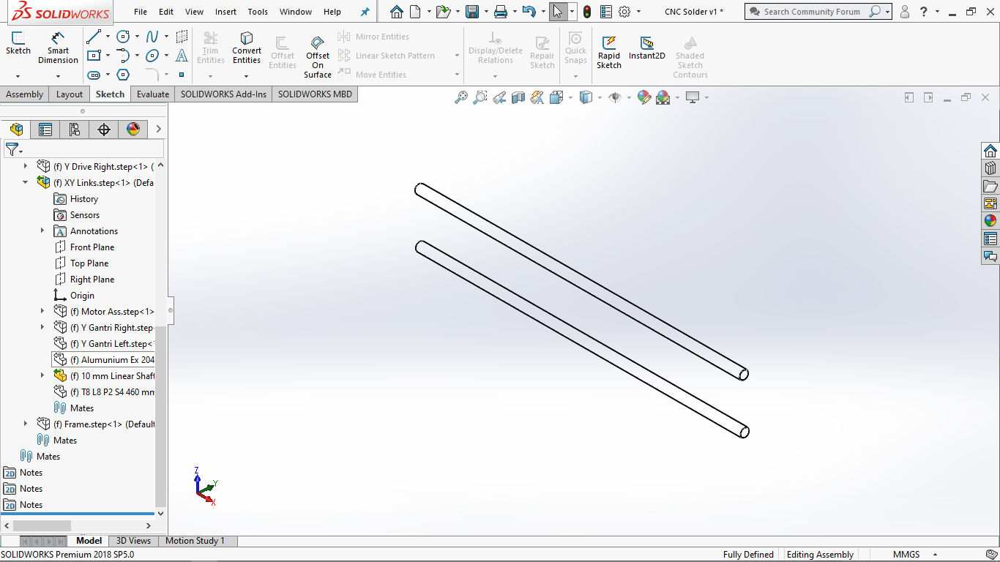 SOLIDWORKS
File Edit View Insert Tools Window Help
CNC Solder v1 *
Search Community Forum
?
Sketch
Smart Dimension
Trim Entities
Convert Entities
Offset Entities
Offset On Surface
Mirror Entities
Linear Sketch Pattern
Move Entities
Display/Delete Relations
Repair Sketch
Quick Snaps
Rapid Sketch
Instant2D
Shaded Sketch Contours
Assembly Layout Sketch Evaluate SOLIDWORKS Add-Ins SOLIDWORKS MBD
(f) Y Drive Right.step<1> (
(f) XY Links.step<1> (Defa
History
Sensors
Annotations
Front Plane
Top Plane
Right Plane
Origin
(f) Motor Ass.step<1>
(f) Y Gantri Right.step
(f) Y Gantri Left.step<
(f) Alumunium Ex 204
(f) 10 mm Linear Shaf
(f) T8 L8 P2 S4 460 mm
Mates
(f) Frame.step<1> (Default
Mates
Mates
2D Notes
2D Notes
2D Notes
Z
Y
X
Model 3D Views Motion Study 1
SOLIDWORKS Premium 2018 SP5.0 Fully Defined Editing Assembly MMGS